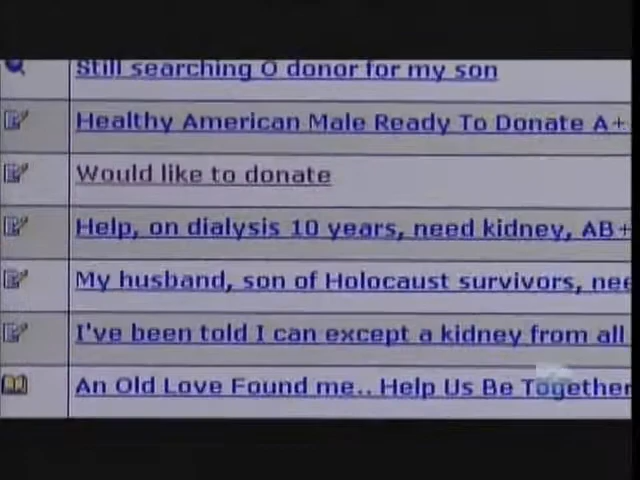 Still searching O donor for my son
Healthy American Male Ready To Donate A+
Would like to donate
Help, on dialysis 10 years, need kidney, AB+
My husband, son of Holocaust survivors, nee
I've been told I can except a kidney from all
An Old Love Found me.. Help Us Be Together